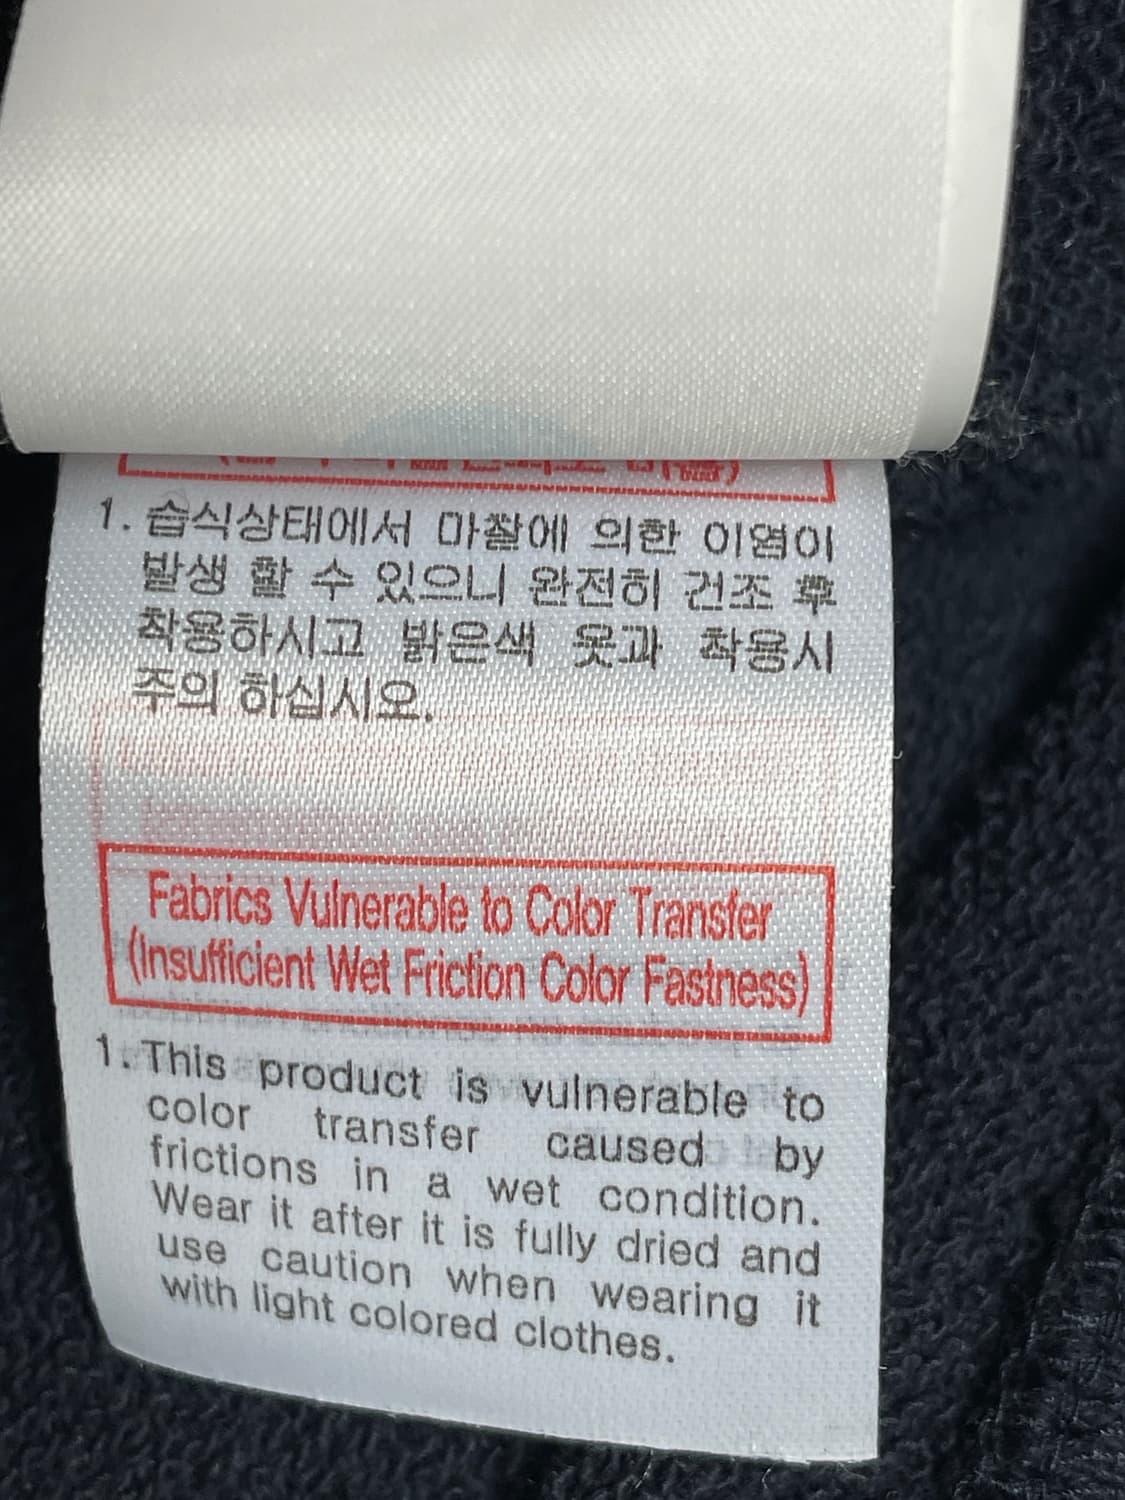 1. 습식상태에서 마찰에 의한 이염이
발생 할 수 있으니 완전히 건조 후
착용하시고 밝은색 옷과 착용시
주의 하십시오.
Fabrics Vulnerable to Color Transfer
(Insufficient Wet Friction Color Fastness)
1. This product is vulnerable to
color transfer caused by
frictions in a wet condition.
Wear it after it is fully dried and
use caution when wearing it
with light colored clothes.